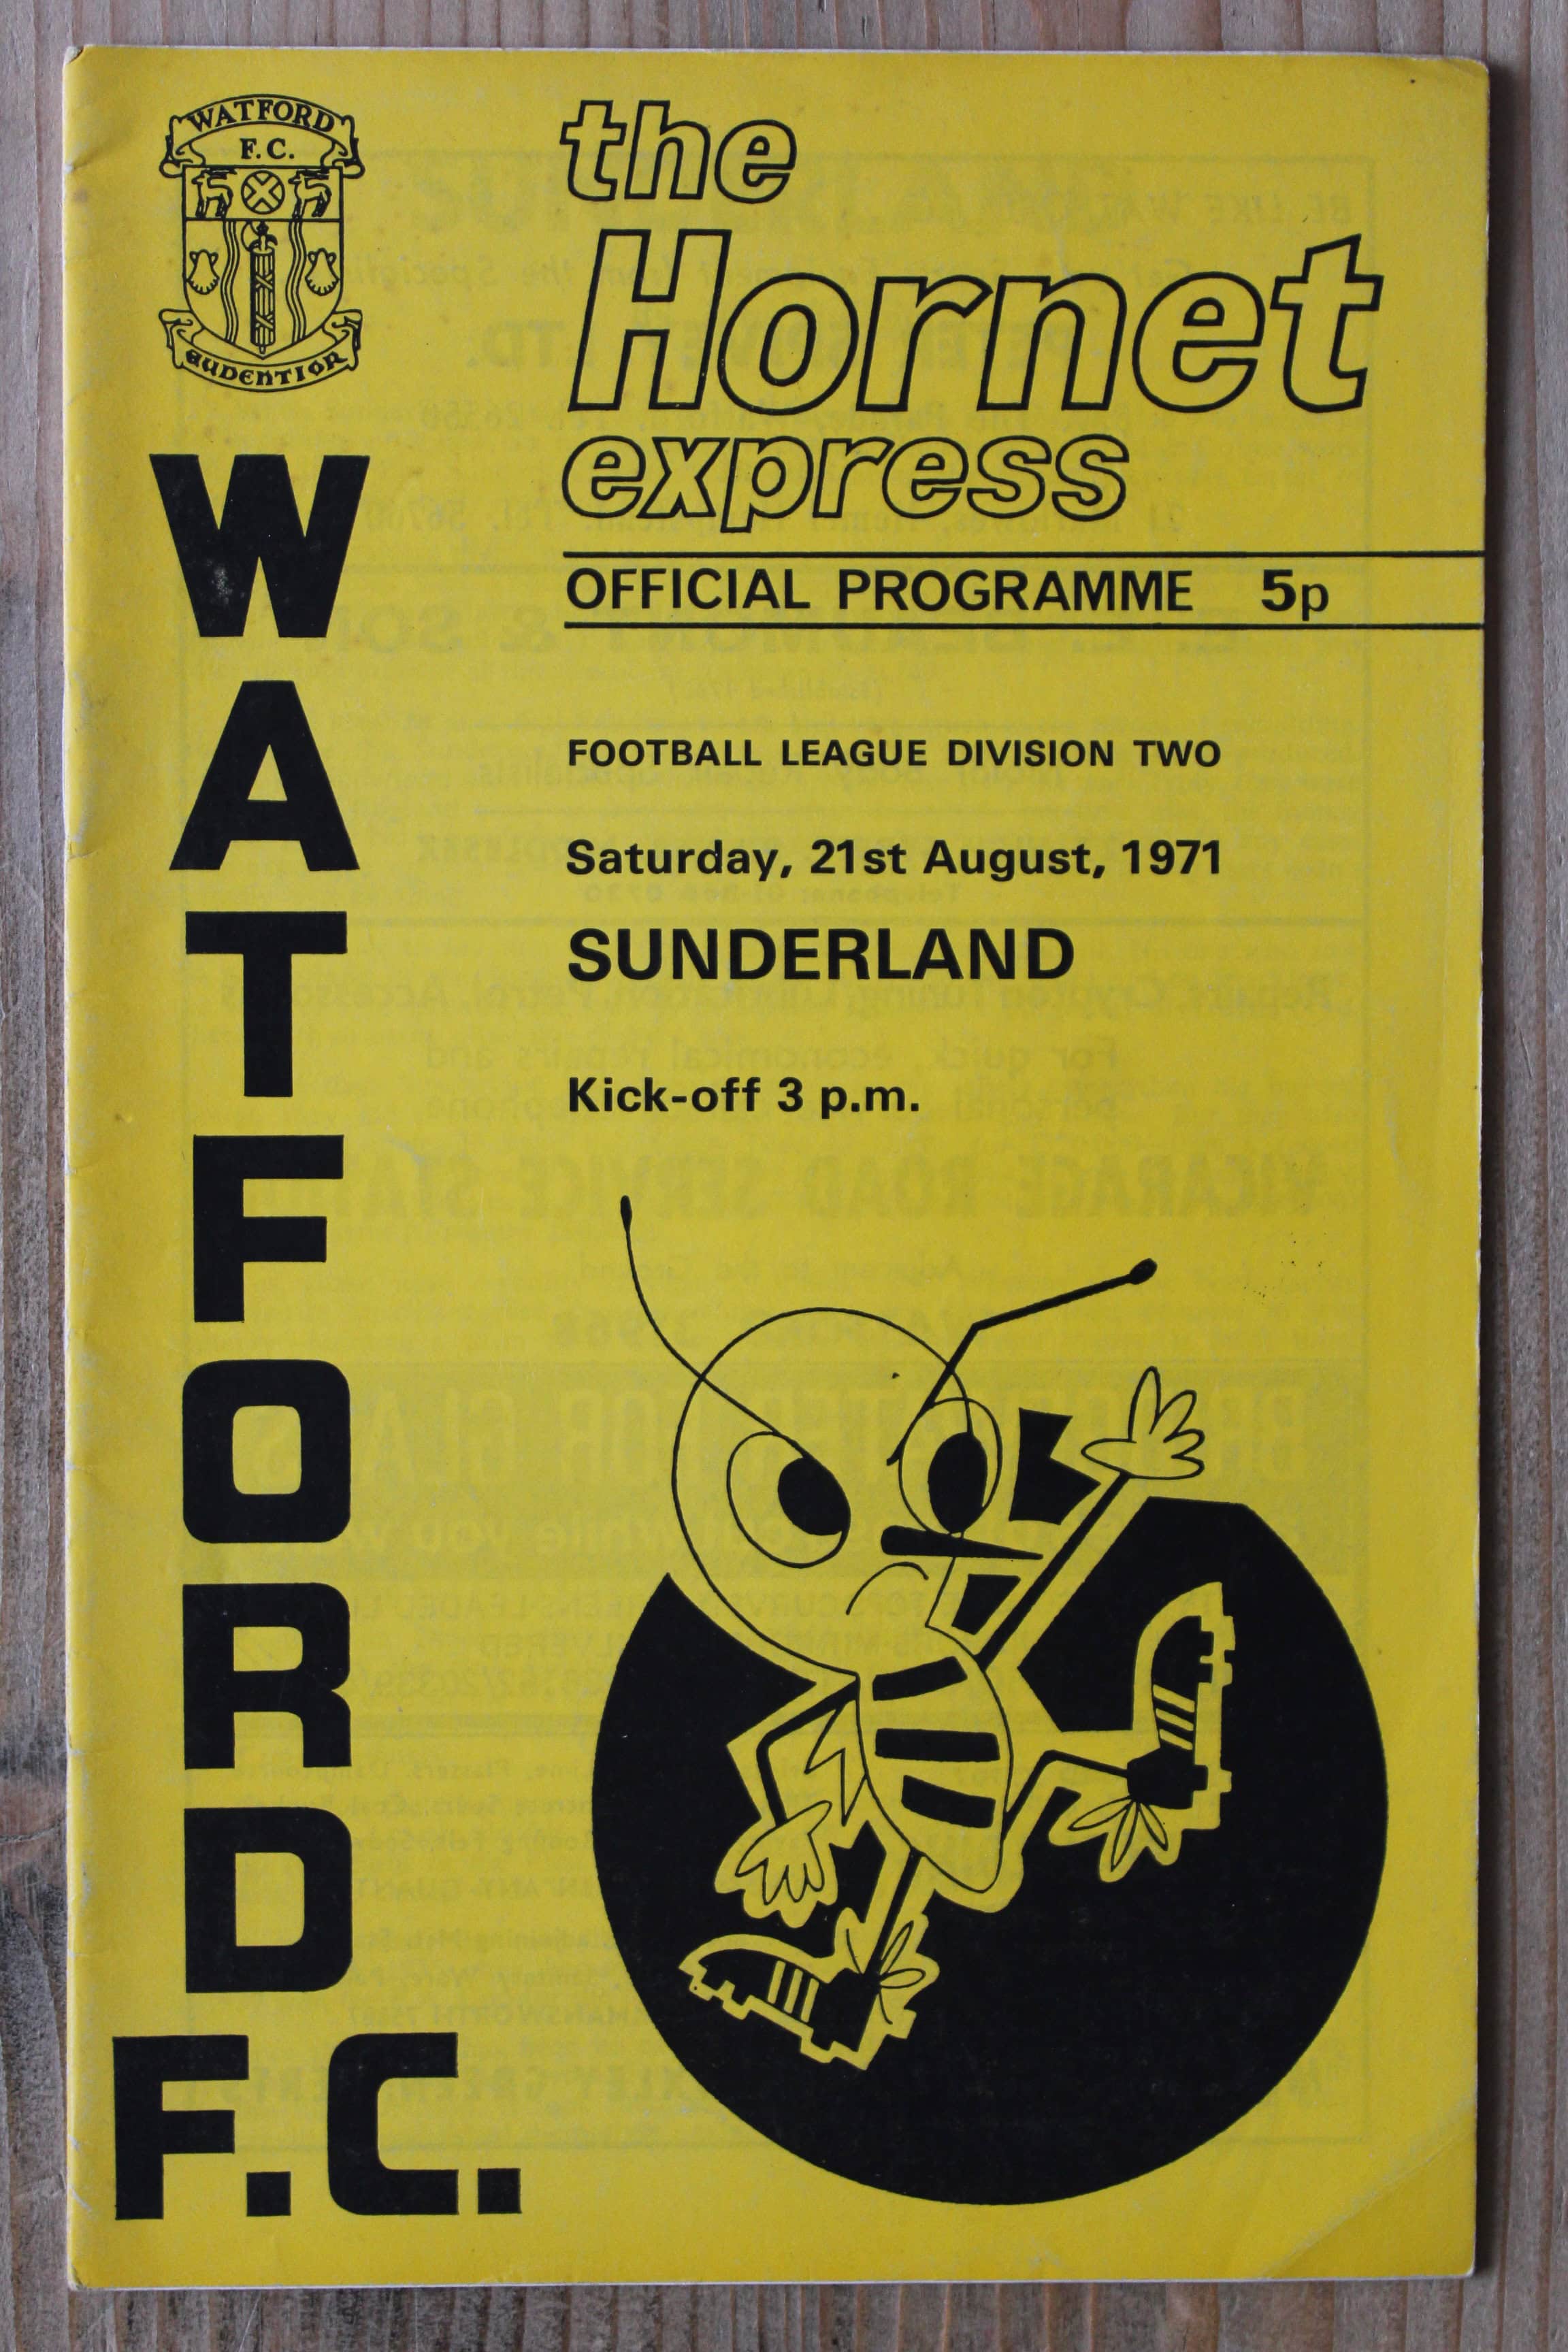 WATFORD
F.C.
AUDENTIOR
WATFORD
F.C.
the
Hornet
express
OFFICIAL PROGRAMME 5p
FOOTBALL LEAGUE DIVISION TWO
Saturday, 21st August, 1971
SUNDERLAND
Kick-off 3 p.m.